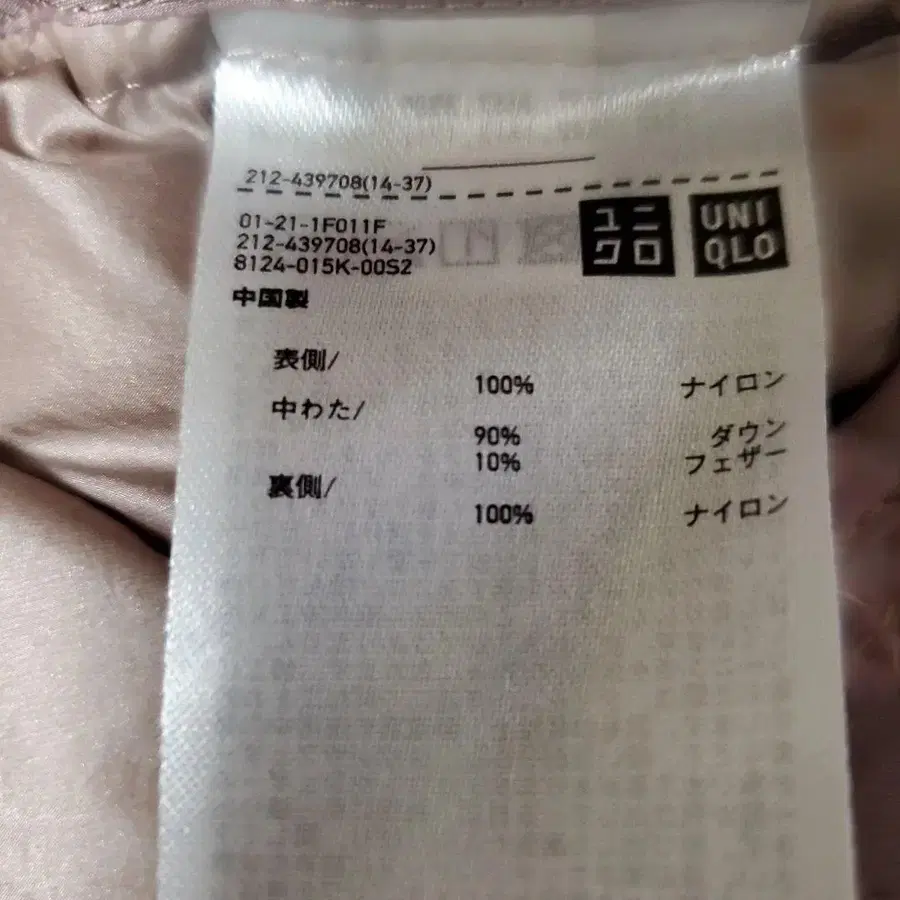 212-439708(14-37)
01-21-1F011F
212-439708(14-37)
8124-015K-00S2
ユニ
クロ
UNI
QLO
中国製
表側/
100% ナイロン
中わた/
90% ダウン
10% フェザー
裏側/
100% ナイロン